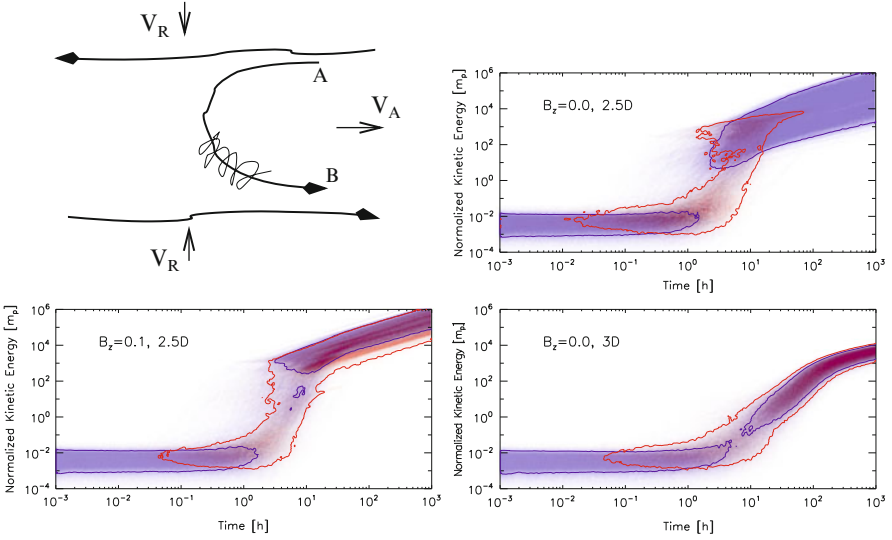 V_R
A
V_A
B
V_R
Normalized Kinetic Energy [m_p]
10^6
10^4
10^2
10^0
10^-2
10^-4
B_z=0.0, 2.5D
10^-3 10^-2 10^-1 10^0 10^1 10^2 10^3
Time [h]
Normalized Kinetic Energy [m_p]
10^6
10^4
10^2
10^0
10^-2
10^-4
B_z=0.1, 2.5D
10^-3 10^-2 10^-1 10^0 10^1 10^2 10^3
Time [h]
Normalized Kinetic Energy [m_p]
10^6
10^4
10^2
10^0
10^-2
10^-4
B_z=0.0, 3D
10^-3 10^-2 10^-1 10^0 10^1 10^2 10^3
Time [h]